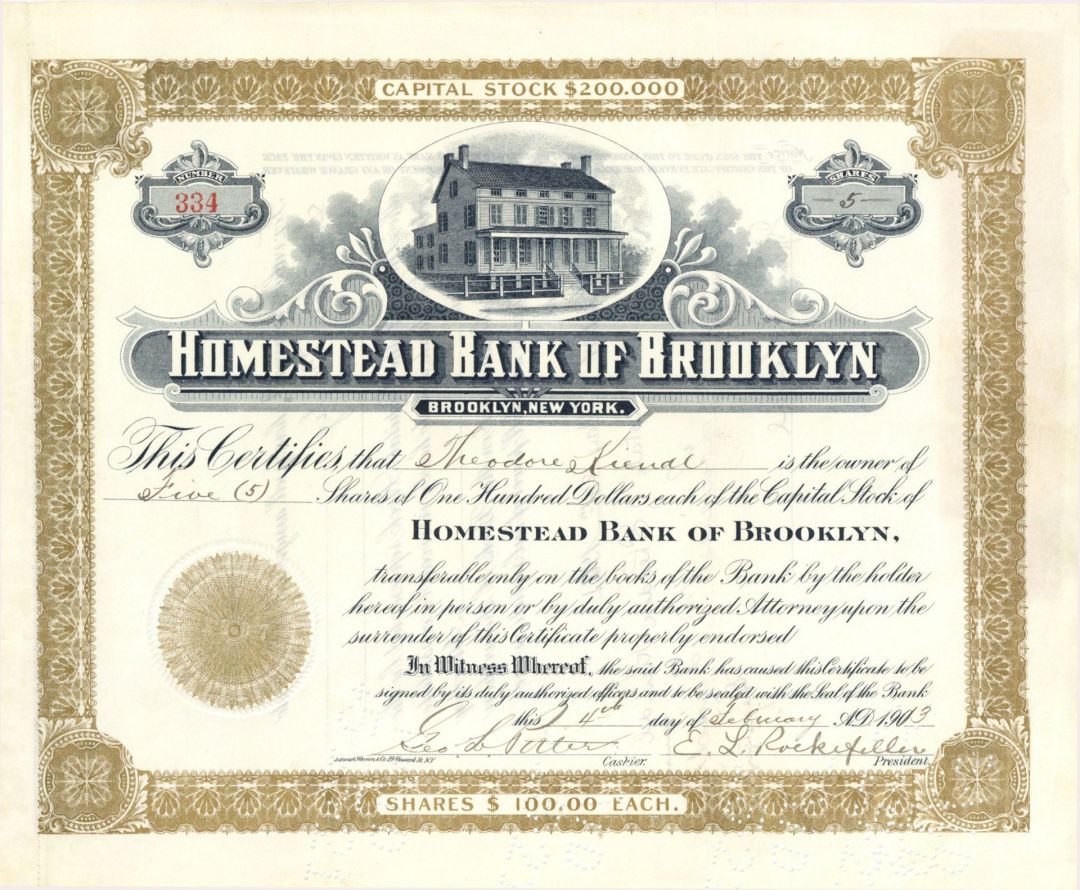 CAPITAL STOCK $200.000
NUMBER
334
SHARES
5
HOMESTEAD BANK OF BROOKLYN
BROOKLYN, NEW YORK.
This Certifies, that Theodore Kiendl is the owner of
Five (5) Shares of One Hundred Dollars each of the Capital Stock of
HOMESTEAD BANK OF BROOKLYN,
transferable only on the books of the Bank by the holder
hereof in person or by duly authorized Attorney upon the
surrender of this Certificate properly endorsed
In Witness Whereof, the said Bank has caused this Certificate to be
signed by its duly authorized officers and to be sealed with the Seal of the Bank
this 4th day of February A.D. 1903
Geo L Porter E. L. Rockefeller
Cashier. President.
SHARES $ 100.00 EACH.